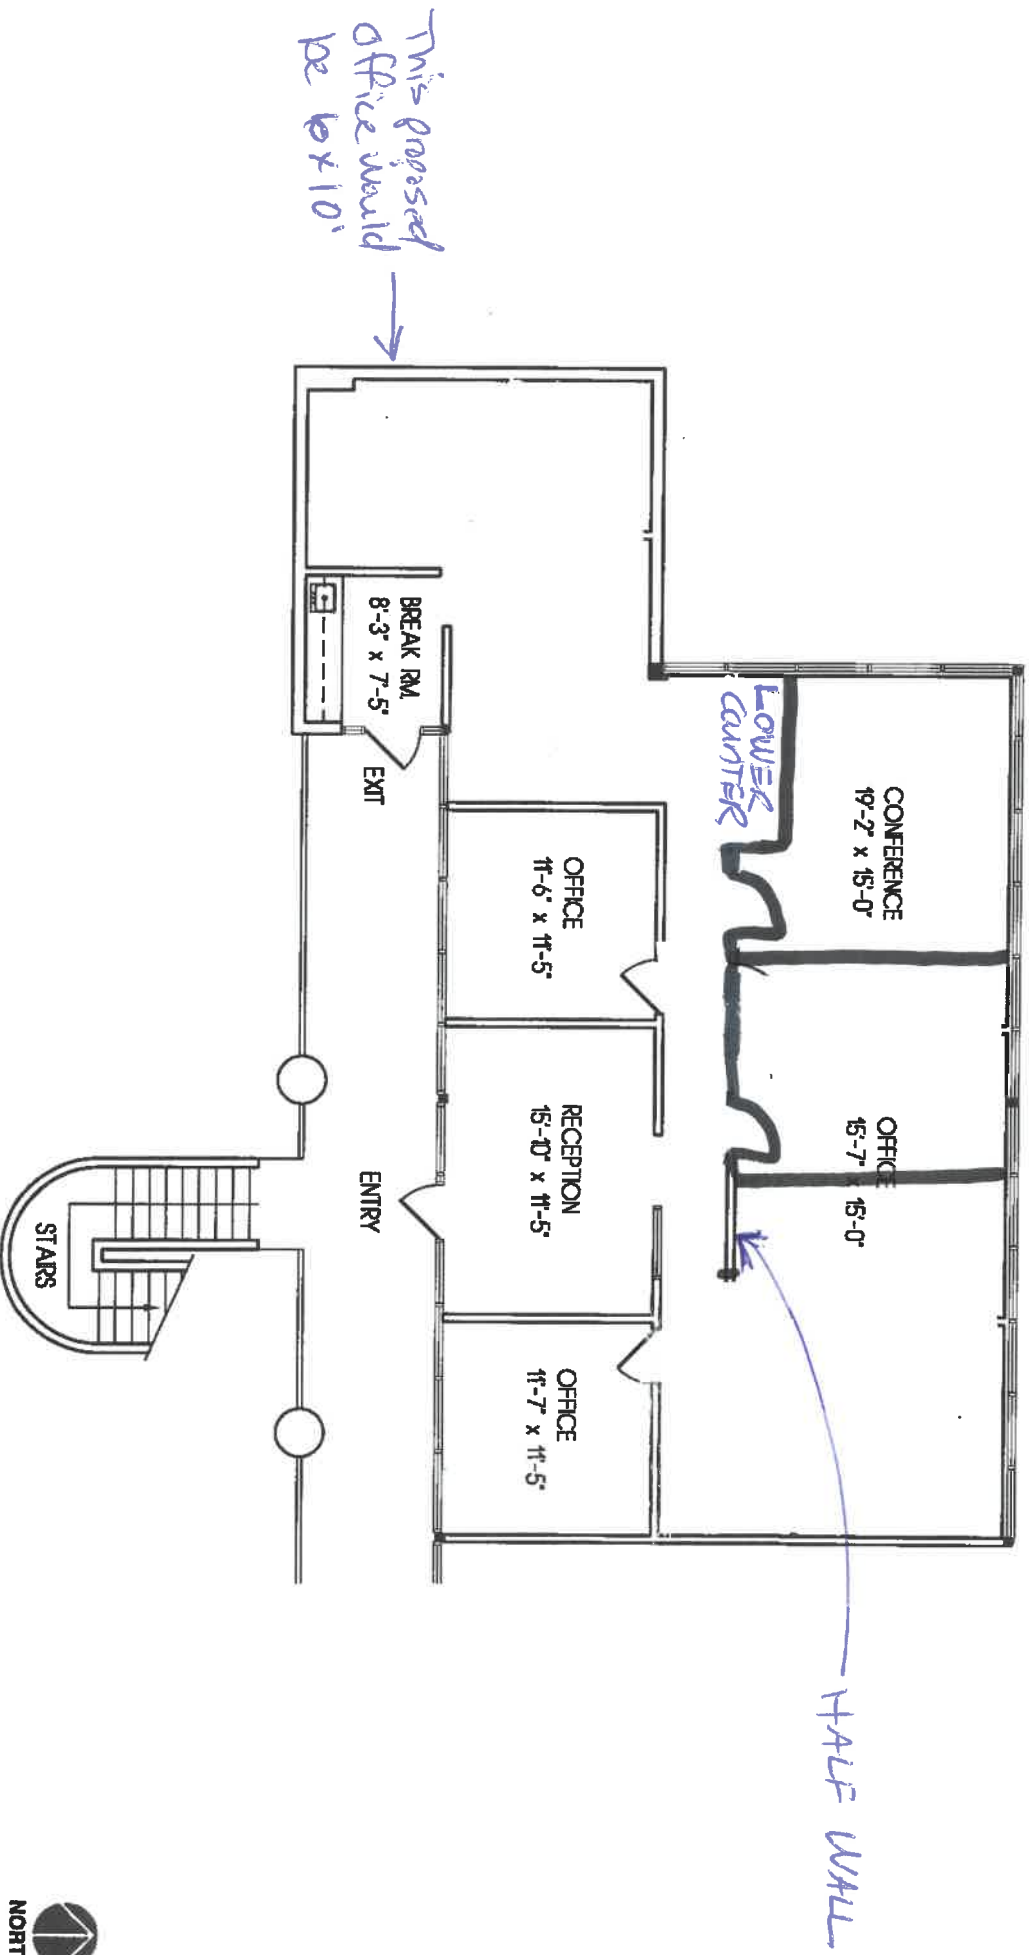 HALF WALL
CONFERENCE
19'-2" x 15'-0"
OFFICE
15'-7" x 15'-0"
LOWER
COUNTER
OFFICE
11'-6" x 11'-5"
RECEPTION
15'-10" x 11'-5"
OFFICE
11'-7" x 11'-5"
This proposed
office would
be 10x10'
BREAK RM.
8'-3" x 7'-5"
EXIT
ENTRY
STAIRS
NORT